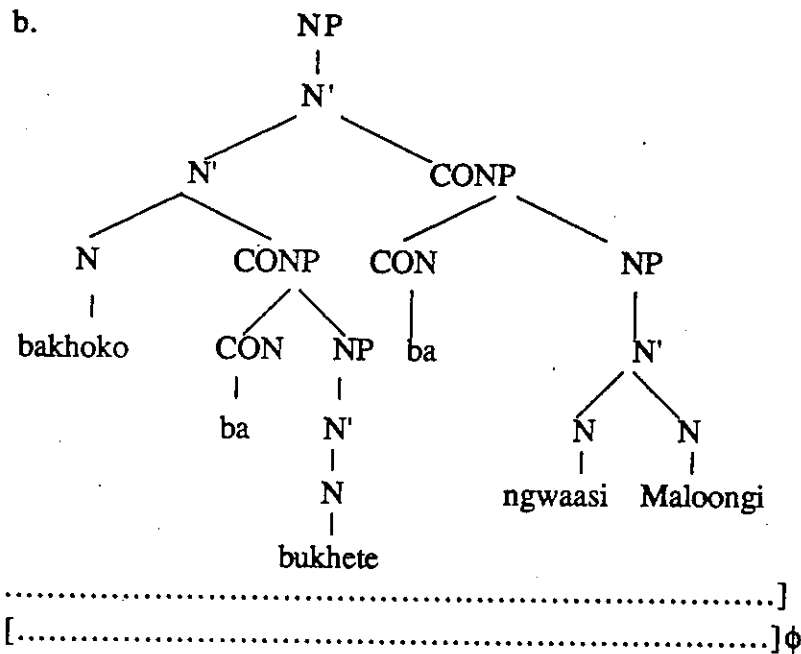 b.
NP
N'
N' CONP
N CONP CON NP
bakhoko CON NP ba N'
ba N' N N
N ngwaasi Maloongi
bukhete
......................................................................]
[....................................................................]ϕ